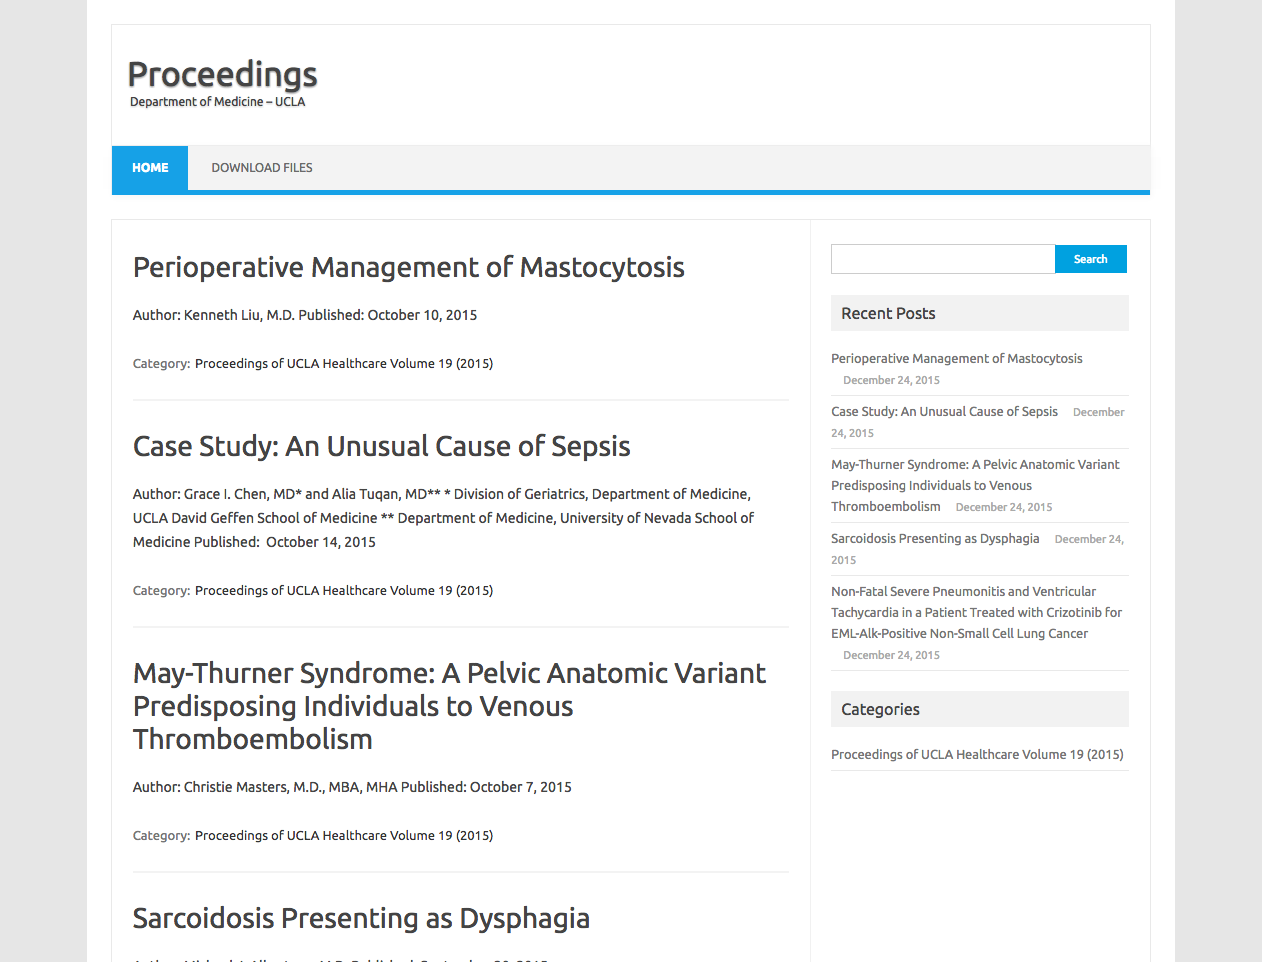 Proceedings
Department of Medicine – UCLA
HOME
DOWNLOAD FILES
Perioperative Management of Mastocytosis
Author: Kenneth Liu, M.D. Published: October 10, 2015
Category: Proceedings of UCLA Healthcare Volume 19 (2015)
Case Study: An Unusual Cause of Sepsis
Author: Grace I. Chen, MD* and Alia Tuqan, MD** * Division of Geriatrics, Department of Medicine,
UCLA David Geffen School of Medicine ** Department of Medicine, University of Nevada School of
Medicine Published:  October 14, 2015
Category: Proceedings of UCLA Healthcare Volume 19 (2015)
May-Thurner Syndrome: A Pelvic Anatomic Variant
Predisposing Individuals to Venous
Thromboembolism
Author: Christie Masters, M.D., MBA, MHA Published: October 7, 2015
Category: Proceedings of UCLA Healthcare Volume 19 (2015)
Sarcoidosis Presenting as Dysphagia
Search
Recent Posts
Perioperative Management of Mastocytosis
December 24, 2015
Case Study: An Unusual Cause of Sepsis December
24, 2015
May-Thurner Syndrome: A Pelvic Anatomic Variant
Predisposing Individuals to Venous
Thromboembolism December 24, 2015
Sarcoidosis Presenting as Dysphagia December 24,
2015
Non-Fatal Severe Pneumonitis and Ventricular
Tachycardia in a Patient Treated with Crizotinib for
EML-Alk-Positive Non-Small Cell Lung Cancer
December 24, 2015
Categories
Proceedings of UCLA Healthcare Volume 19 (2015)